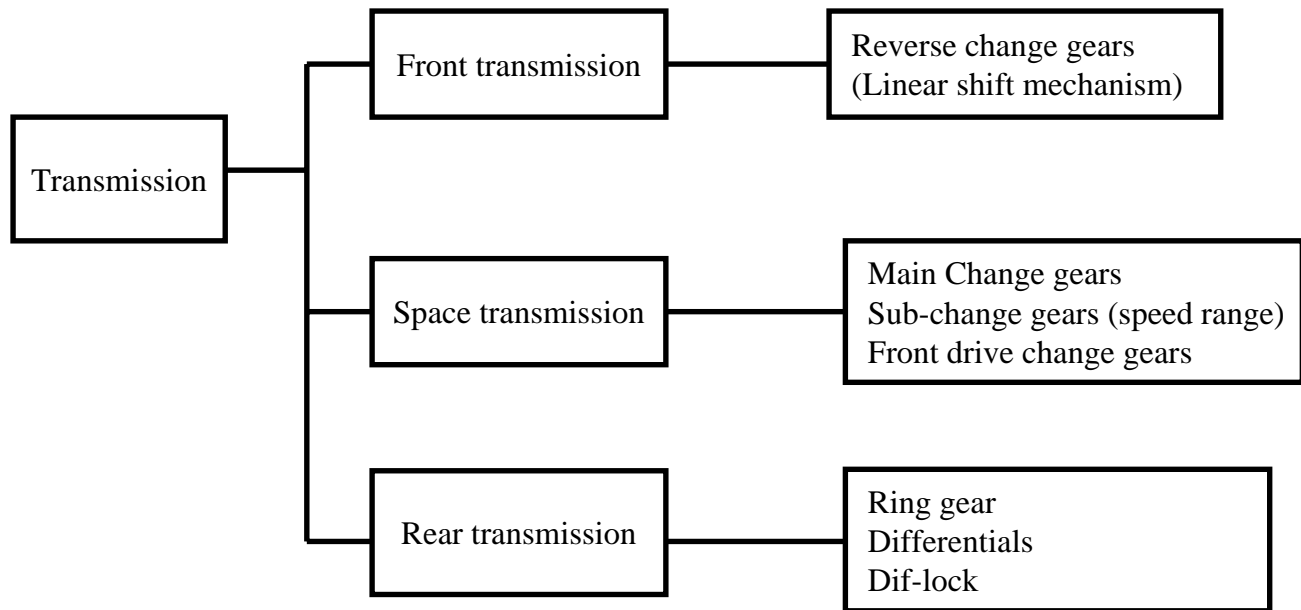 Transmission
Front transmission
Reverse change gears
(Linear shift mechanism)
Space transmission
Main Change gears
Sub-change gears (speed range)
Front drive change gears
Rear transmission
Ring gear
Differentials
Dif-lock